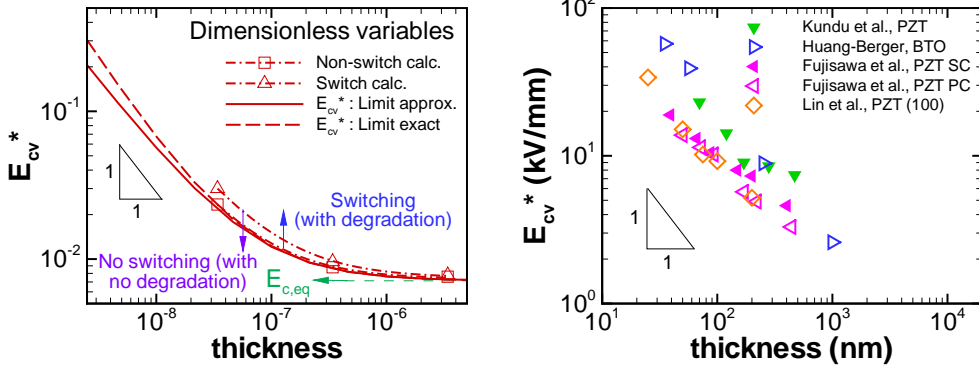 Dimensionless variables
Non-switch calc.
Switch calc.
E_cv* : Limit approx.
E_cv* : Limit exact
10^-1
10^-2
E_cv*
1
1
Switching
(with degradation)
No switching (with
no degradation)
E_c,eq
10^-8
10^-7
10^-6
thickness
Kundu et al., PZT
Huang-Berger, BTO
Fujisawa et al., PZT SC
Fujisawa et al., PZT PC
Lin et al., PZT (100)
10^2
10^1
10^0
E_cv* (kV/mm)
1
1
10^1
10^2
10^3
10^4
thickness (nm)